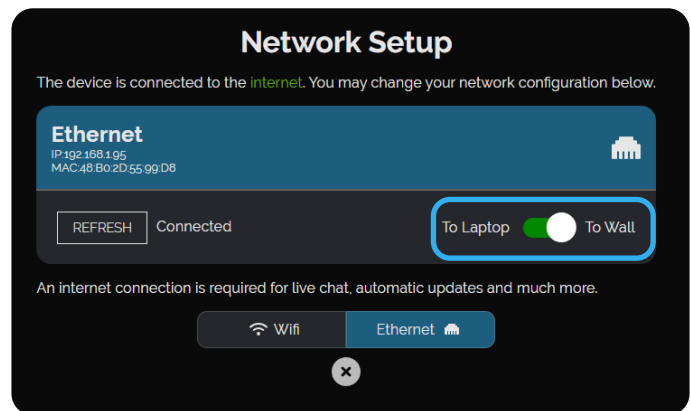 Network Setup
The device is connected to the internet. You may change your network configuration below.
Ethernet
IP:192.168.1.95
MAC:48:B0:2D:55:99:D8
REFRESH Connected To Laptop To Wall
An internet connection is required for live chat, automatic updates and much more.
Wifi Ethernet